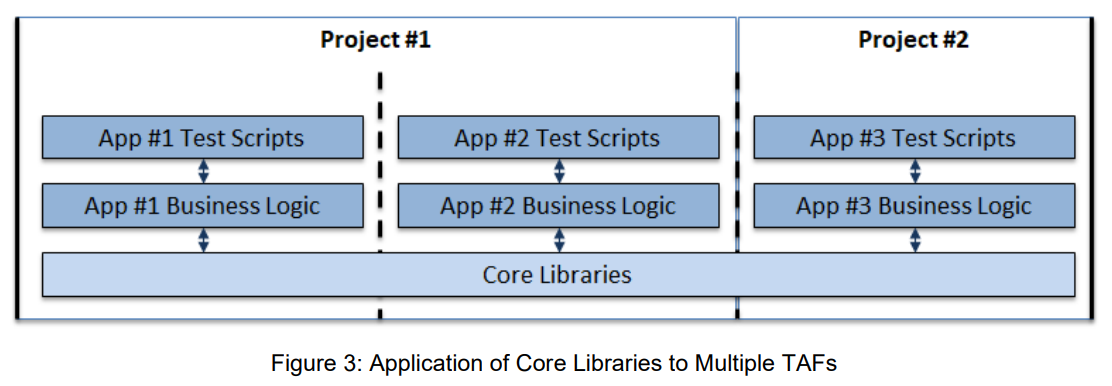 Project #1
Project #2
App #1 Test Scripts
App #2 Test Scripts
App #3 Test Scripts
App #1 Business Logic
App #2 Business Logic
App #3 Business Logic
Core Libraries
Figure 3: Application of Core Libraries to Multiple TAFs